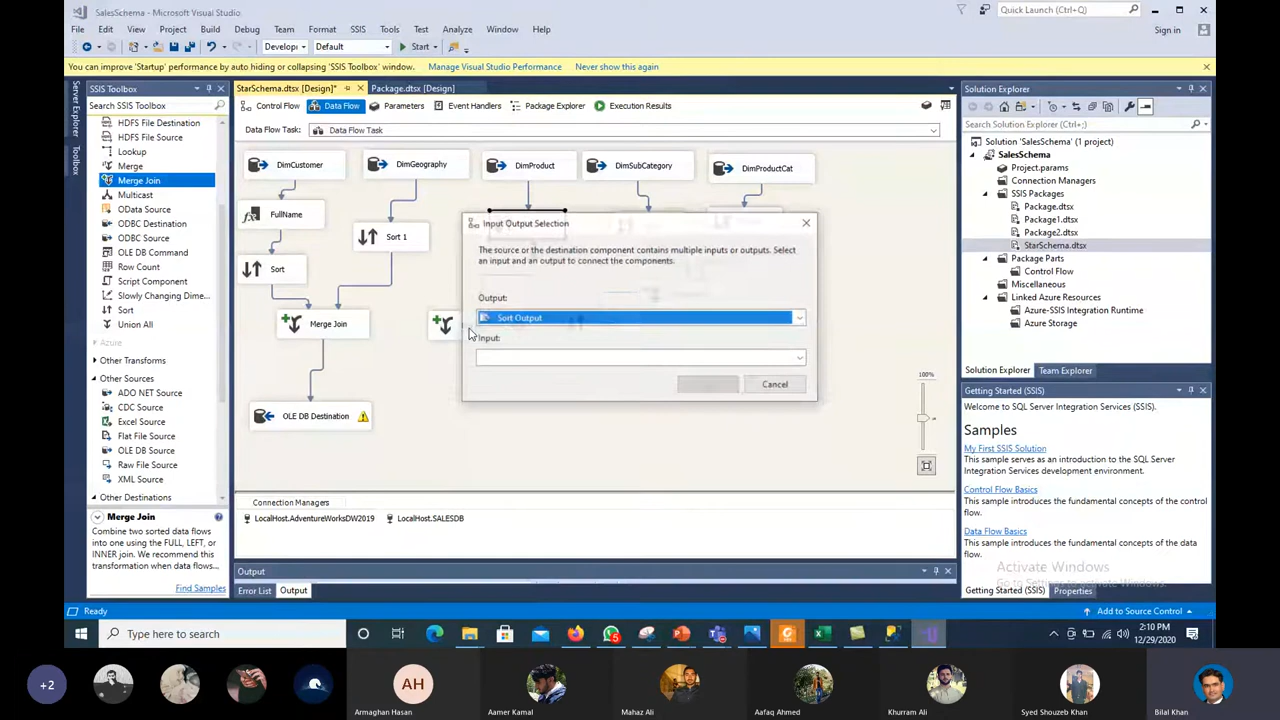 SalesSchema - Microsoft Visual Studio
Quick Launch (Ctrl+;)
File Edit View Project Build Debug Team Format SSIS Tools Test Analyze Window Help
Sign in
Develop Default Start
You can improve 'Startup' performance by auto hiding or collapsing 'SSIS Toolbox' window. Manage Visual Studio Performance Never show this again
Server Explorer
Toolbox
SSIS Toolbox
Search SSIS Toolbox
HDFS File Destination
HDFS File Source
Lookup
Merge
Merge Join
Multicast
OData Source
ODBC Destination
ODBC Source
OLE DB Command
Row Count
Script Component
Slowly Changing Dime...
Sort
Union All
Azure
Other Transforms
Other Sources
ADO NET Source
CDC Source
Excel Source
Flat File Source
OLE DB Source
Raw File Source
XML Source
Other Destinations
Merge Join
Combine two sorted data flows
into one using the FULL, LEFT, or
INNER join. We recommend this
transformation when data flows...
Find Samples
StarSchema.dtsx [Design]* Package.dtsx [Design]
Control Flow Data Flow Parameters Event Handlers Package Explorer Execution Results
Data Flow Task: Data Flow Task
DimCustomer DimGeography DimProduct DimSubCategory DimProductCat
FullName
Sort 1
Sort
Merge Join
OLE DB Destination
Input Output Selection
The source or the destination component contains multiple inputs or outputs. Select
an input and an output to connect the components.
Output:
Sort Output
Input:
Cancel
100%
Connection Managers
LocalHost.AdventureWorksDW2019 LocalHost.SALESDB
Output
Error List Output
Solution Explorer
Search Solution Explorer (Ctrl+;)
Solution 'SalesSchema' (1 project)
SalesSchema
Project.params
Connection Managers
SSIS Packages
Package.dtsx
Package1.dtsx
Package2.dtsx
StarSchema.dtsx
Package Parts
Control Flow
Miscellaneous
Linked Azure Resources
Azure-SSIS Integration Runtime
Azure Storage
Solution Explorer Team Explorer
Getting Started (SSIS)
Welcome to SQL Server Integration Services (SSIS).
Samples
My First SSIS Solution
This sample serves as an introduction to the SQL Server
Integration Services development environment.
Control Flow Basics
This sample introduces the fundamental concepts of the control
flow.
Data Flow Basics
This sample introduces the fundamental concepts of the data
flow.
Activate Windows
Go to Settings to activate Windows.
Getting Started (SSIS) Properties
Ready
Add to Source Control
Type here to search
2:10 PM
12/29/2020
+2
AH
Armaghan Hasan Aamer Kamal Mahaz Ali Aafaq Ahmed Khurram Ali Syed Shouzeb Khan Bilal Khan